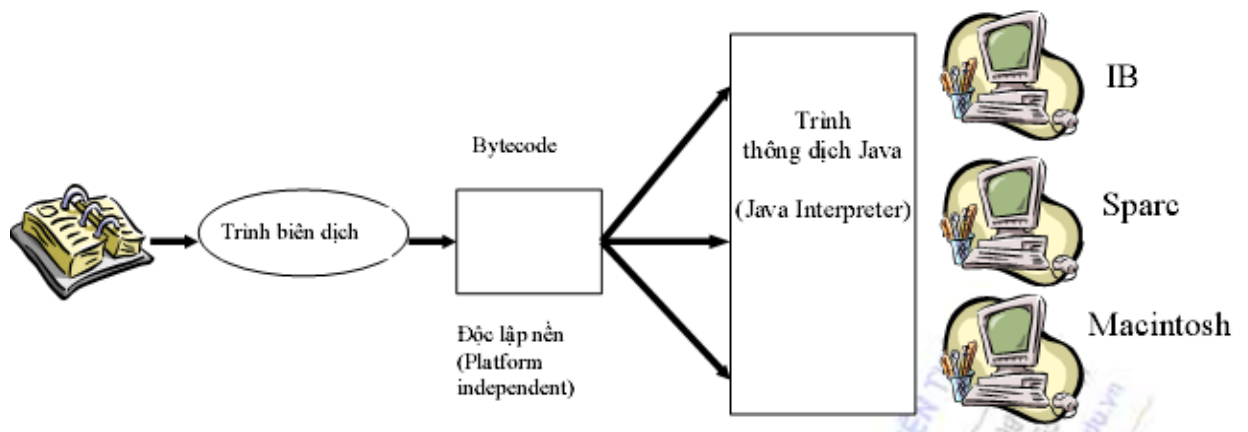 Bytecode
Trình biên dịch
Độc lập nền
(Platform
independent)
Trình
thông dịch Java
(Java Interpreter)
IB
Sparc
Macintosh